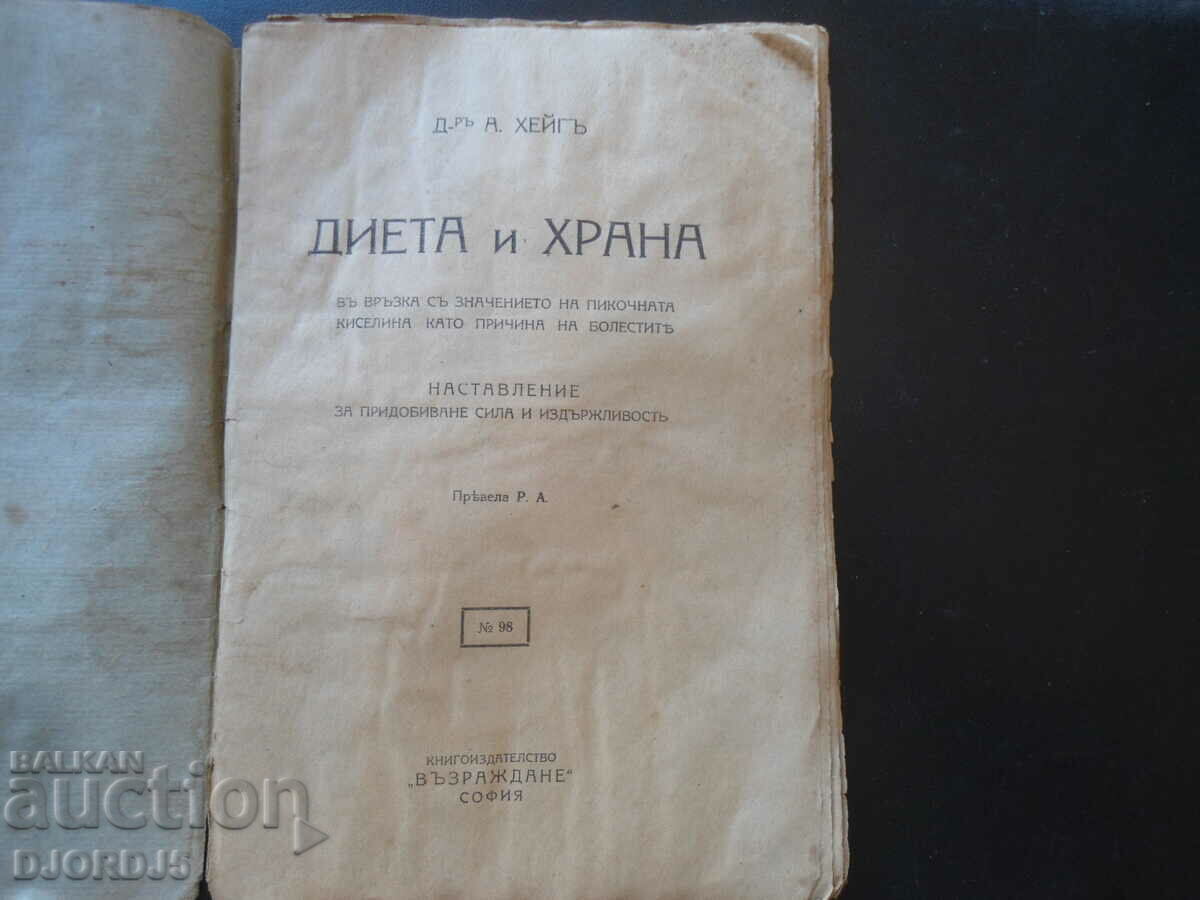 Д-ръ А. ХЕЙГЪ
ДИЕТА и ХРАНА
ВЪ ВРЪЗКА СЪ ЗНАЧЕНИЕТО НА ПИКОЧНАТА
КИСЕЛИНА КАТО ПРИЧИНА НА БОЛЕСТИТѢ
НАСТАВЛЕНИЕ
ЗА ПРИДОБИВАНЕ СИЛА И ИЗДЪРЖЛИВОСТЬ
Прѣвела Р. А.
№ 98
КНИГОИЗДАТЕЛСТВО
„ВЪЗРАЖДАНЕ“
СОФИЯ
BALKAN
auction
DJORDJ5